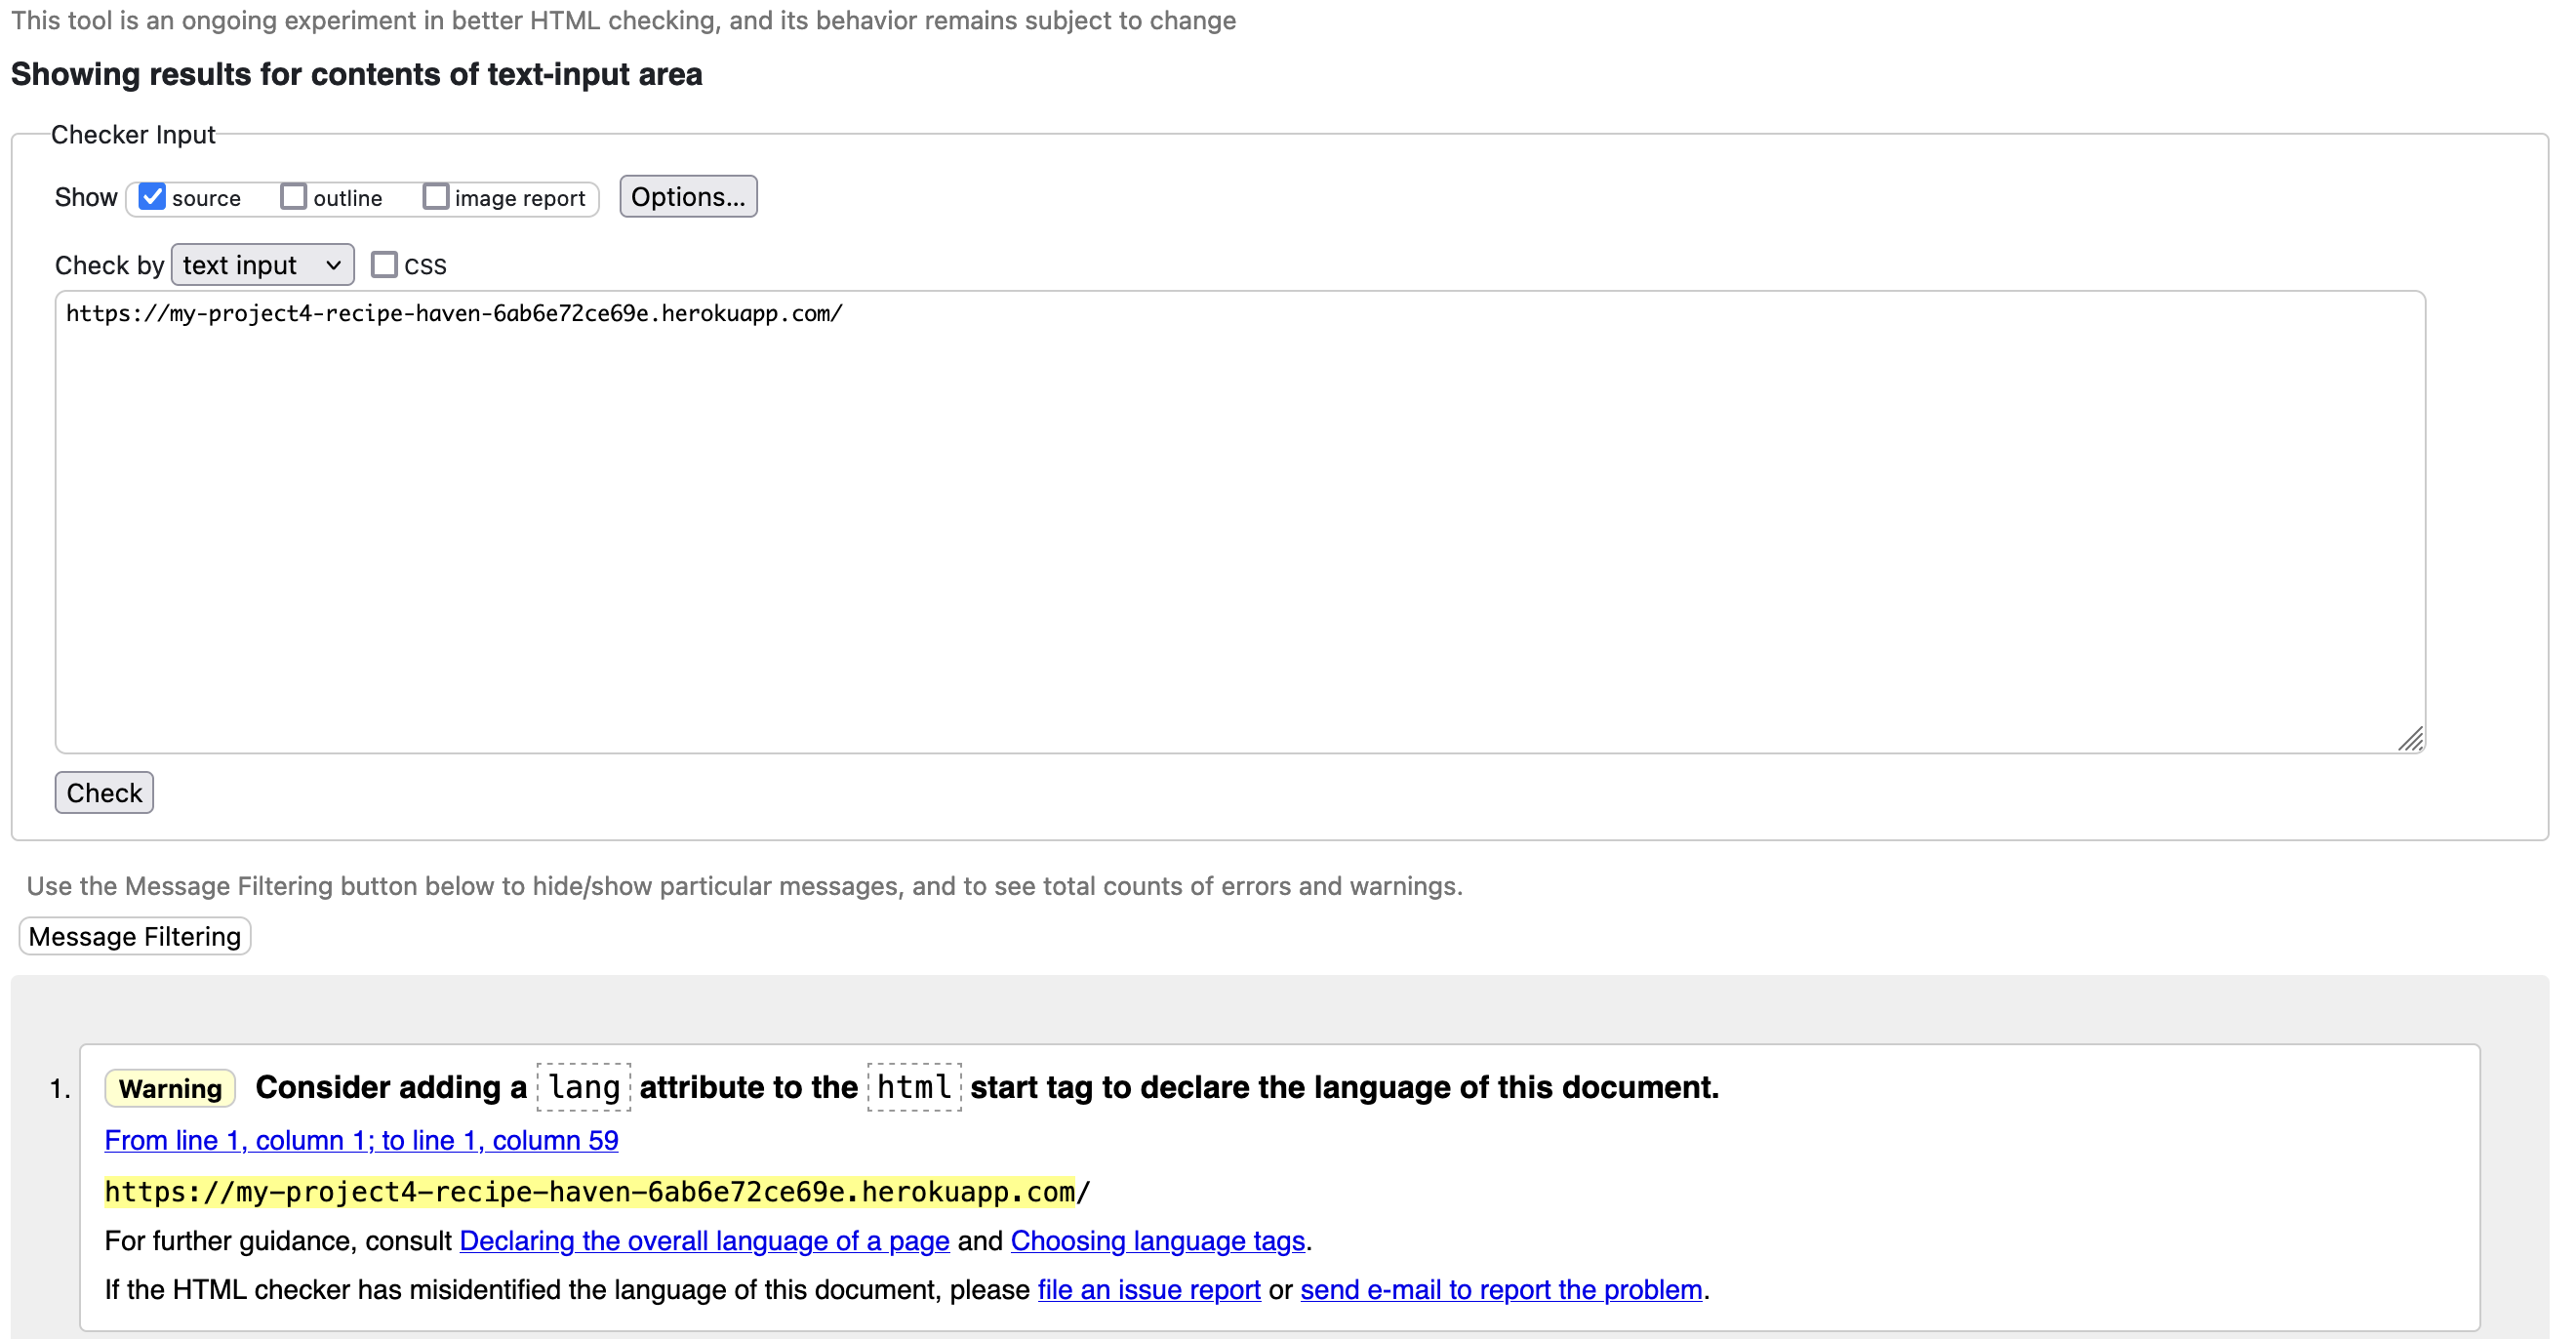 This tool is an ongoing experiment in better HTML checking, and its behavior remains subject to change
Showing results for contents of text-input area
Checker Input
Show source outline image report Options...
Check by text input CSS
https://my-project4-recipe-haven-6ab6e72ce69e.herokuapp.com/
Check
Use the Message Filtering button below to hide/show particular messages, and to see total counts of errors and warnings.
Message Filtering
1. Warning Consider adding a lang attribute to the html start tag to declare the language of this document.
From line 1, column 1; to line 1, column 59
https://my-project4-recipe-haven-6ab6e72ce69e.herokuapp.com/
For further guidance, consult Declaring the overall language of a page and Choosing language tags.
If the HTML checker has misidentified the language of this document, please file an issue report or send e-mail to report the problem.